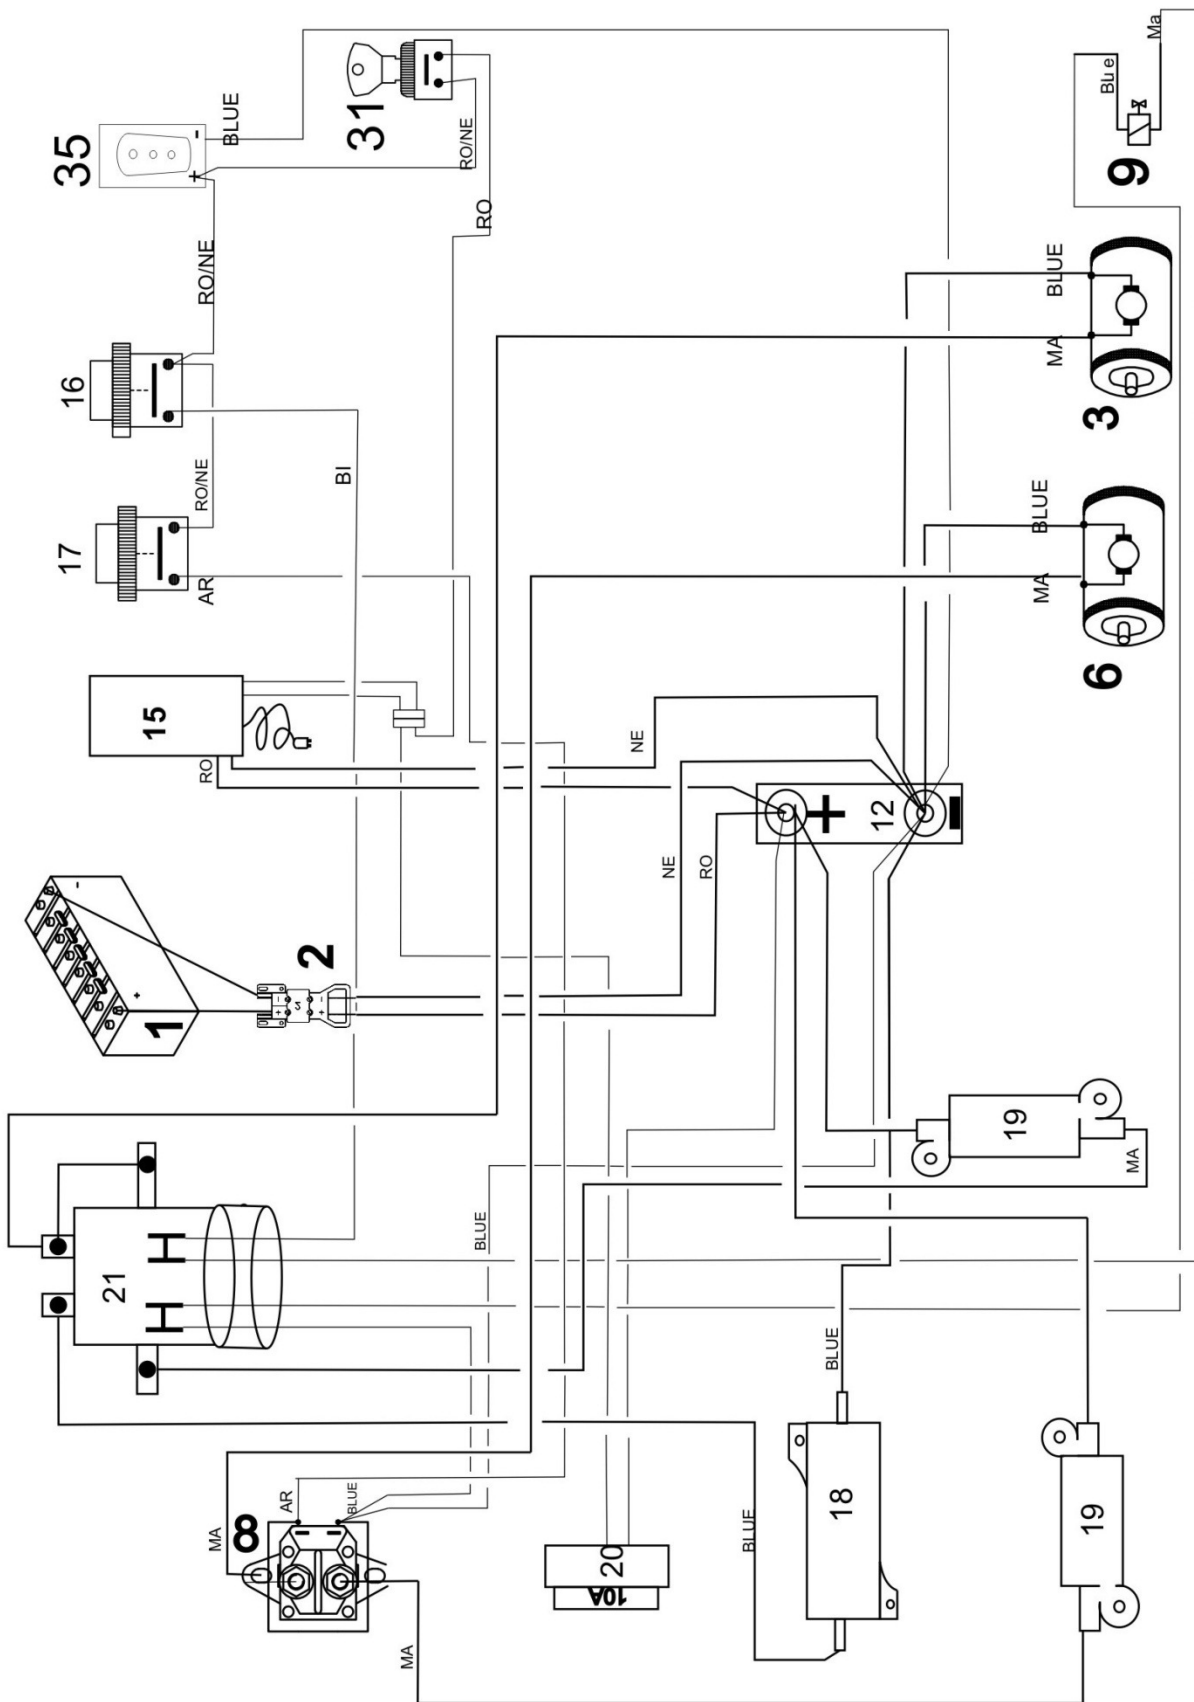 BLUE
31
RO/NE
RO
35
-
+
RO/NE
16
RO/NE
BI
17
AR
15
RO
NE
1
+
-
2
-
+
-
+
NE
RO
+
12
-
Blue
Ma
9
BLUE
MA
3
BLUE
MA
6
21
BLUE
19
MA
MA
8
AR
BLUE
MA
20
10A
BLUE
18
BLUE
19